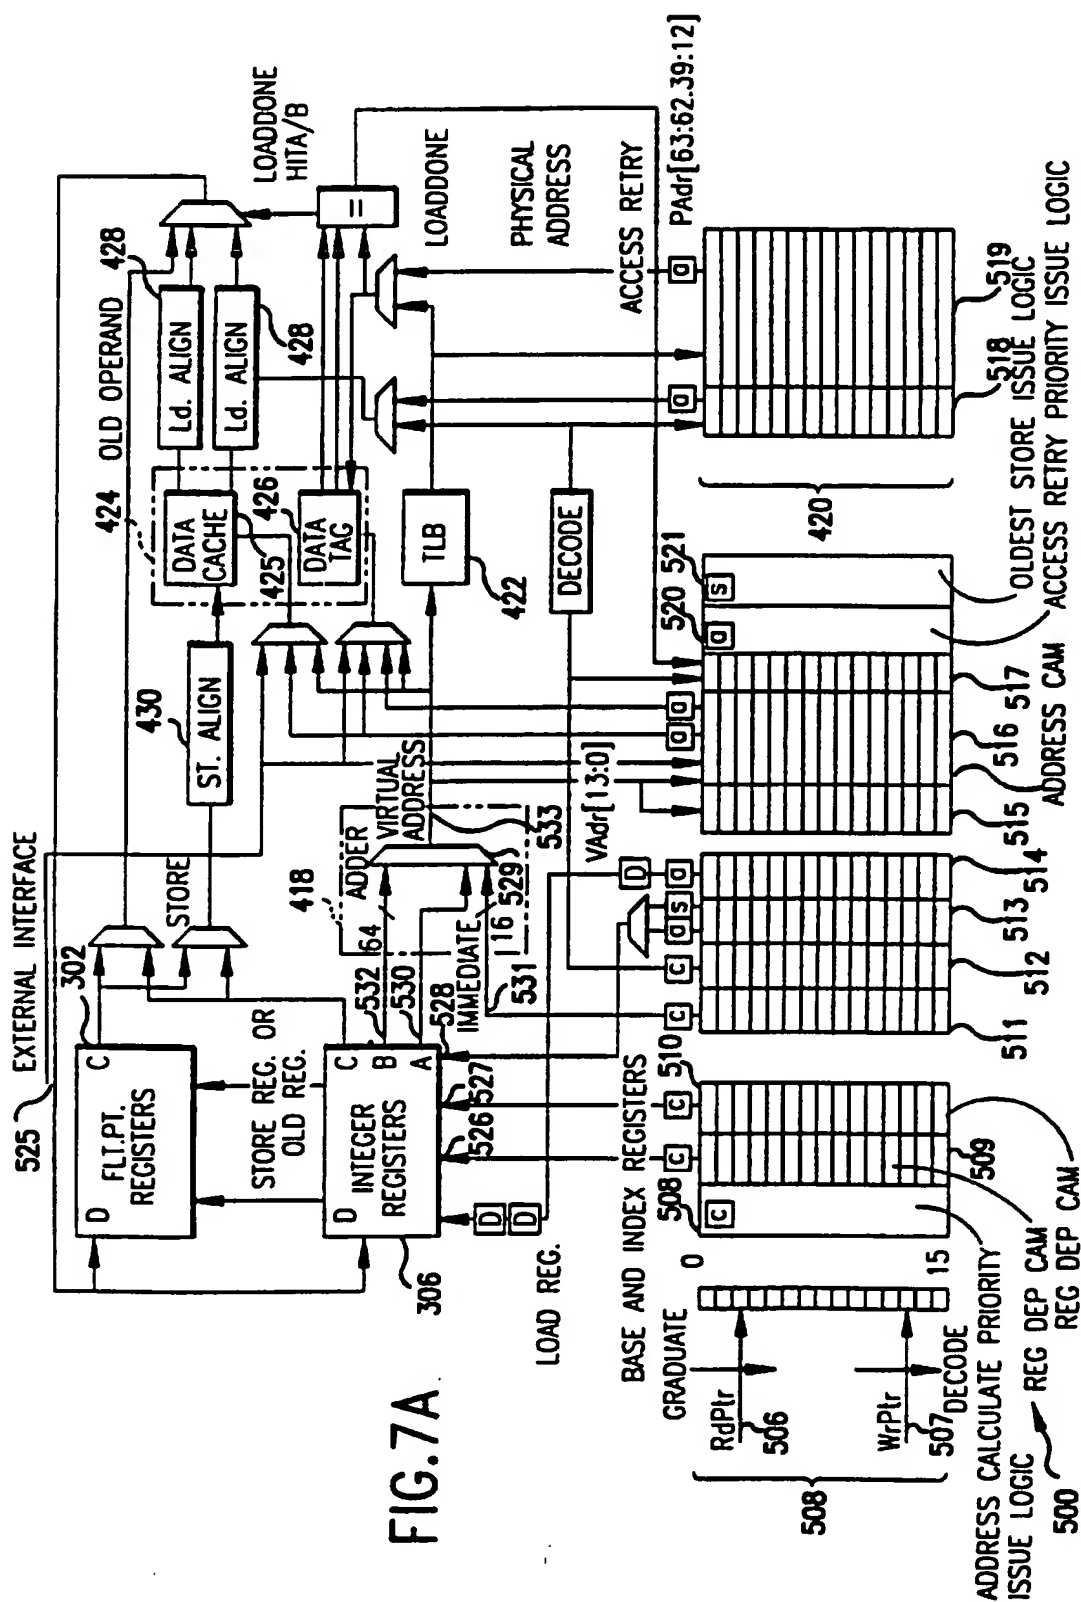 FIG. 7A
525
EXTERNAL INTERFACE
D
C
FLT.PT.
REGISTERS
302
STORE REG. OR
OLD REG.
D
C
B
A
INTEGER
REGISTERS
306
STORE
OLD OPERAND
430
ST. ALIGN
424
DATA
CACHE
425
426
DATA
TAG
428
Ld. ALIGN
Ld. ALIGN
428
LOADDONE
HITA/B
=
418
ADDER
64
532
530
528
IMMEDIATE
16
531
529
VIRTUAL
ADDRESS
533
TLB
422
LOADDONE
PHYSICAL
ADDRESS
DECODE
ACCESS RETRY
PAdr[63:62.39:12]
VAdr[13:0]
527
526
D
D
LOAD REG.
BASE AND INDEX REGISTERS
GRADUATE
RdPtr
506
WrPtr
507
DECODE
508
0
15
508
C
C
C
510
509
C
C
a
s
D
a
511
512
513
514
a
a
515
516
517
520
a
521
s
420
a
a
518
519
ADDRESS CALCULATE PRIORITY
ISSUE LOGIC
REG DEP CAM
REG DEP CAM
500
ADDRESS CAM
OLDEST STORE ISSUE LOGIC
ACCESS RETRY PRIORITY ISSUE LOGIC